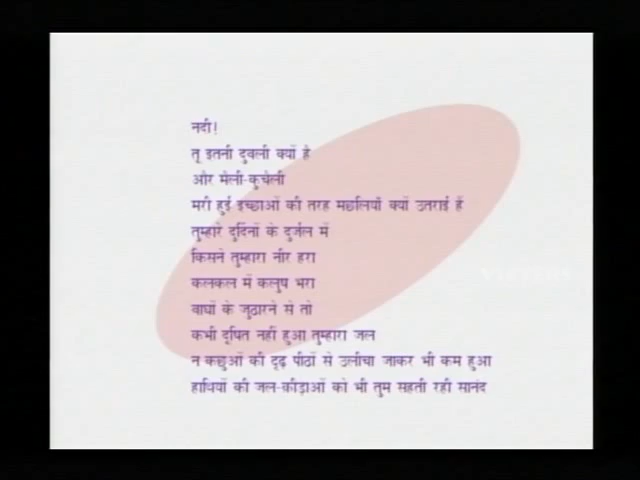 नदी!
तू इतनी दुबली क्यों है
और मैली-कुचैली
मरी हुई इच्छाओं की तरह मछलियाँ क्यों उतराई हैं
तुम्हारे दुर्दिनों के दुर्जल में
किसने तुम्हारा नीर हरा
कलकल में कलुष भरा
बाघों के जुठारने से तो
कभी दूषित नहीं हुआ तुम्हारा जल
न कछुओं की दृढ़ पीठों से उलीचा जाकर भी कम हुआ
हाथियों की जल-क्रीड़ाओं को भी तुम सहती रही सानंद